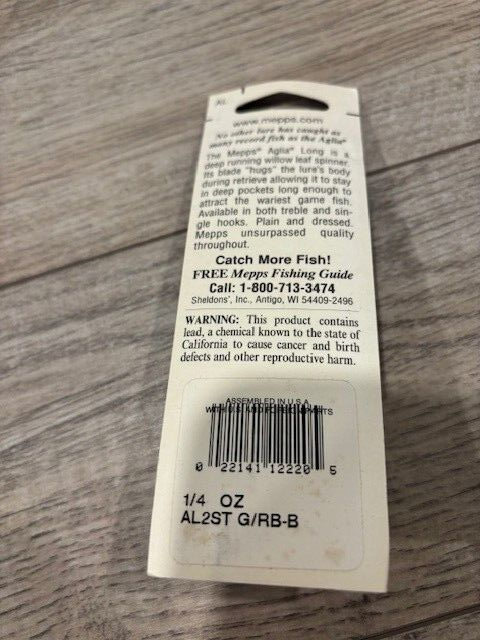 XL
www.mepps.com
No other lure has caught as
many record fish as the Aglia®
The Mepps® Aglia® Long is a
deep running willow leaf spinner.
Its blade "hugs" the lure's body
during retrieve allowing it to stay
in deep pockets long enough to
attract the wariest game fish.
Available in both treble and sin-
gle hooks. Plain and dressed.
Mepps unsurpassed quality
throughout.
Catch More Fish!
FREE Mepps Fishing Guide
Call: 1-800-713-3474
Sheldons', Inc., Antigo, WI 54409-2496
WARNING: This product contains
lead, a chemical known to the state of
California to cause cancer and birth
defects and other reproductive harm.
ASSEMBLED IN U.S.A.
WITH U.S. AND FOREIGN PARTS
0 22141 12220 5
1/4 OZ
AL2ST G/RB-B